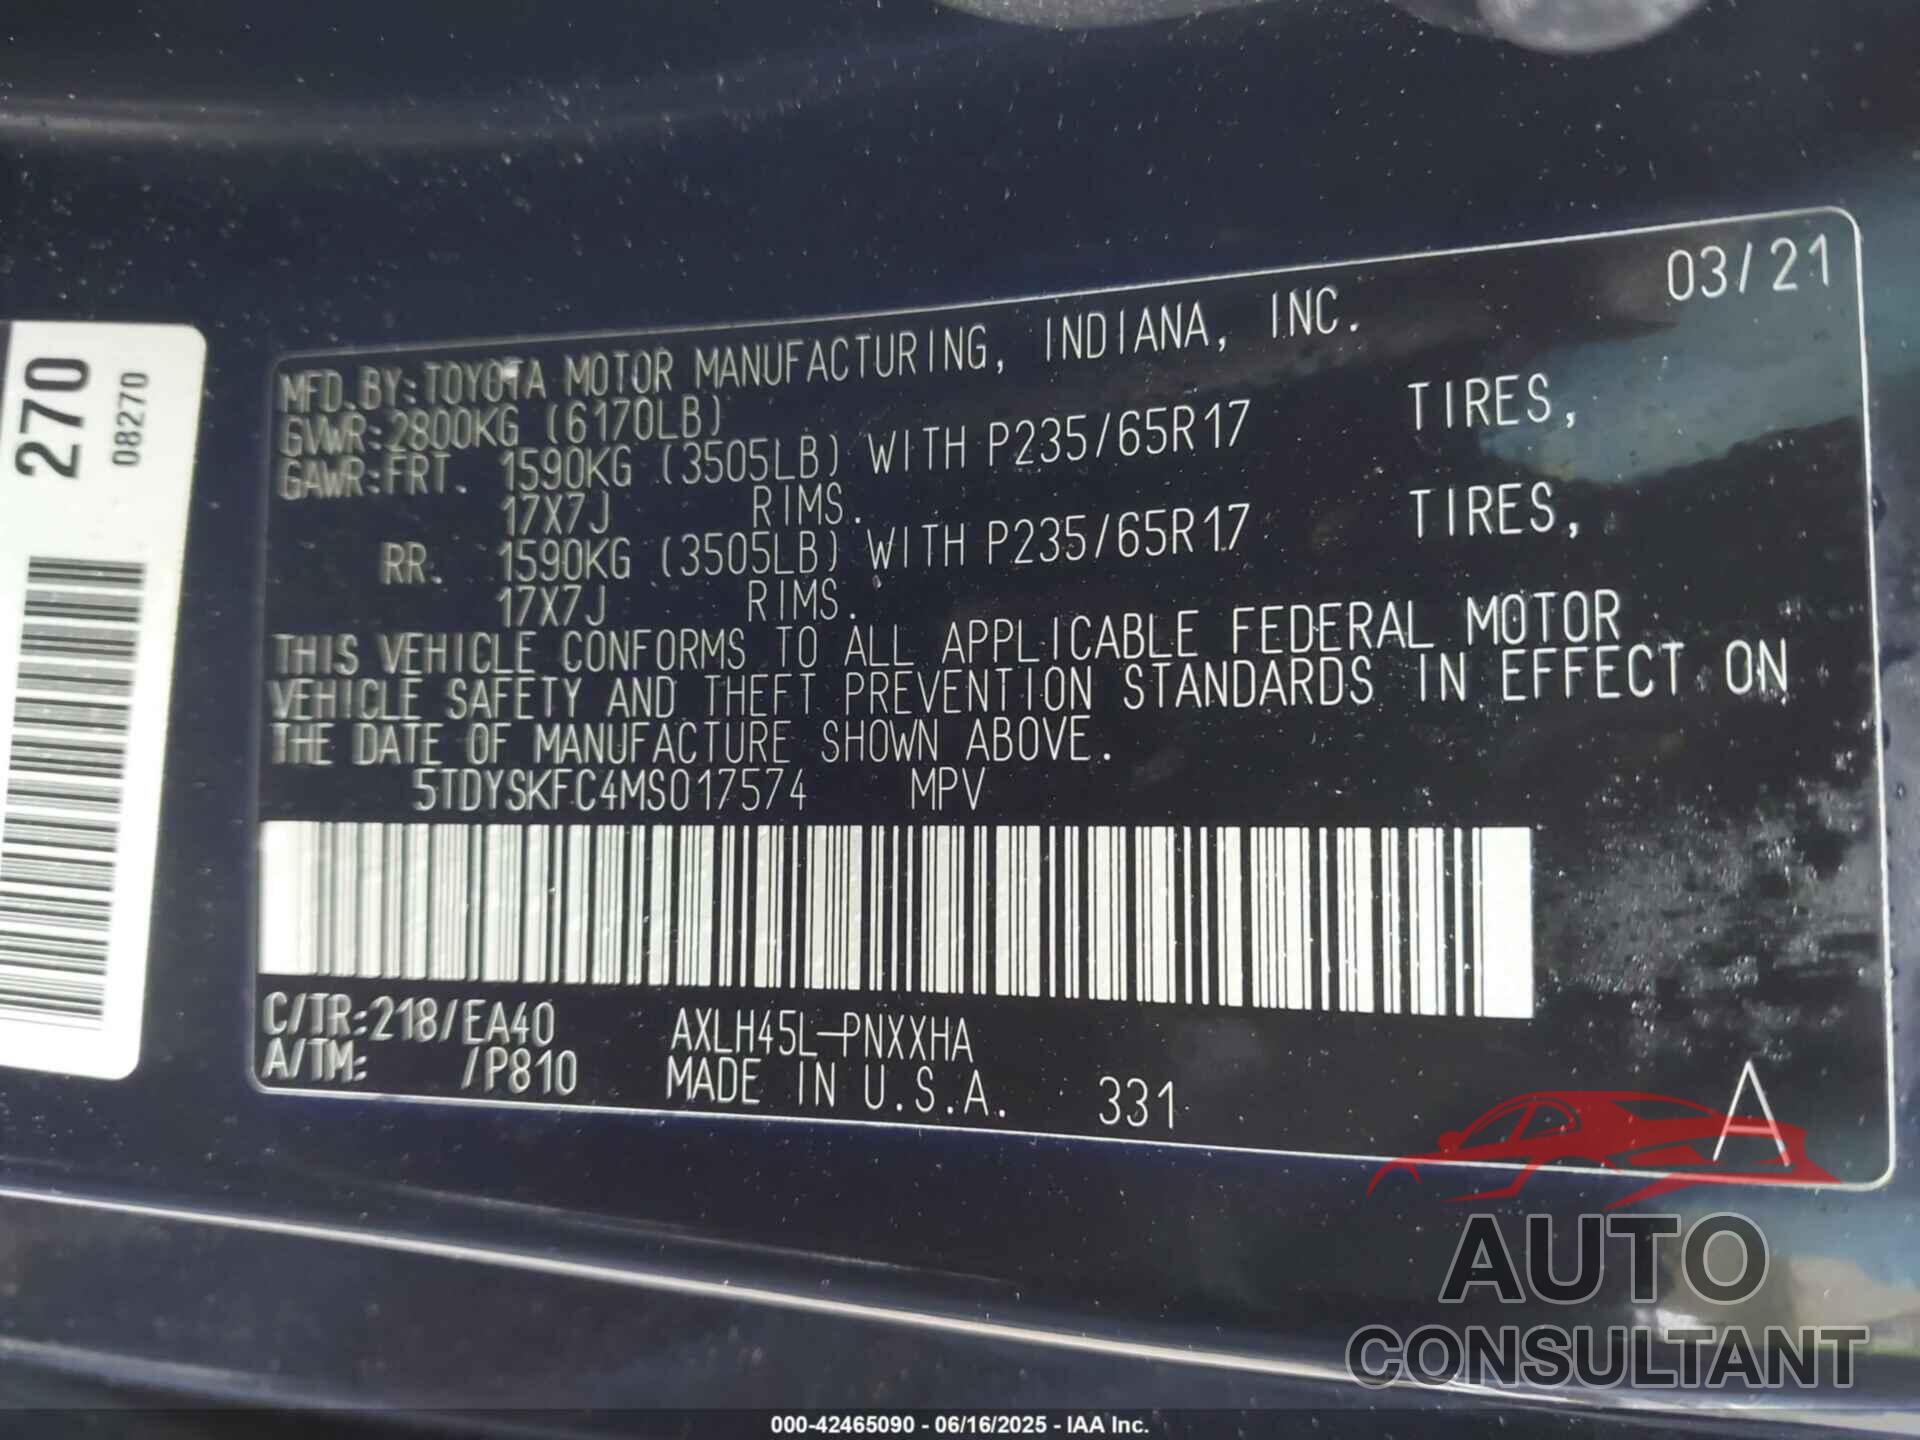 03/21
MFD.BY:TOYOTA MOTOR MANUFACTURING, INDIANA, INC.
GVWR:2800KG (6170LB)
GAWR:FRT. 1590KG (3505LB) WITH P235/65R17 TIRES,
17X7J RIMS.
RR. 1590KG (3505LB) WITH P235/65R17 TIRES,
17X7J RIMS.
THIS VEHICLE CONFORMS TO ALL APPLICABLE FEDERAL MOTOR
VEHICLE SAFETY AND THEFT PREVENTION STANDARDS IN EFFECT ON
THE DATE OF MANUFACTURE SHOWN ABOVE.
5TDYSKFC4MS017574 MPV
C/TR:218/EA40 AXLH45L-PNXXHA
A/TM: /P810 MADE IN U.S.A. 331
A
270
08270
AUTO
CONSULTANT
000-42465090 - 06/16/2025 - IAA Inc.